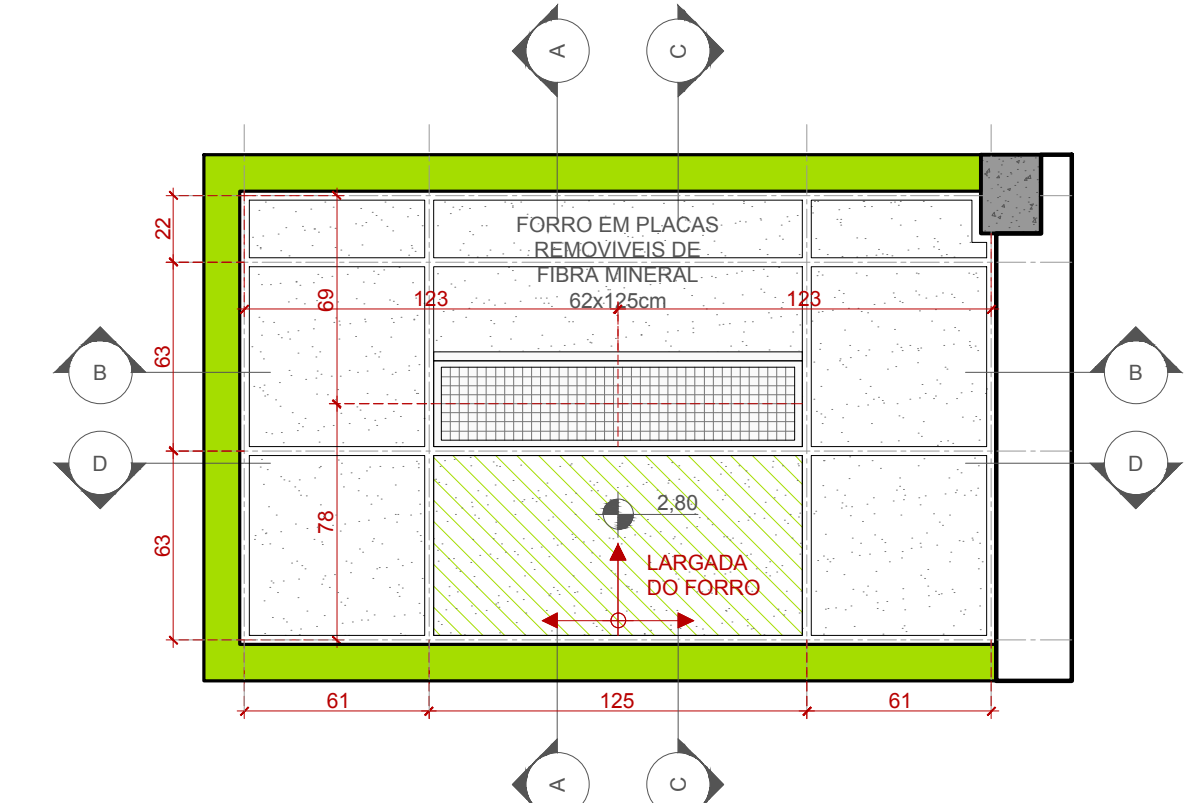 A
C
22
FORRO EM PLACAS
REMOVIVEIS DE
FIBRA MINERAL
62x125cm
69
123
123
63
B
B
D
D
2,80
78
63
LARGADA
DO FORRO
61
125
61
A
C